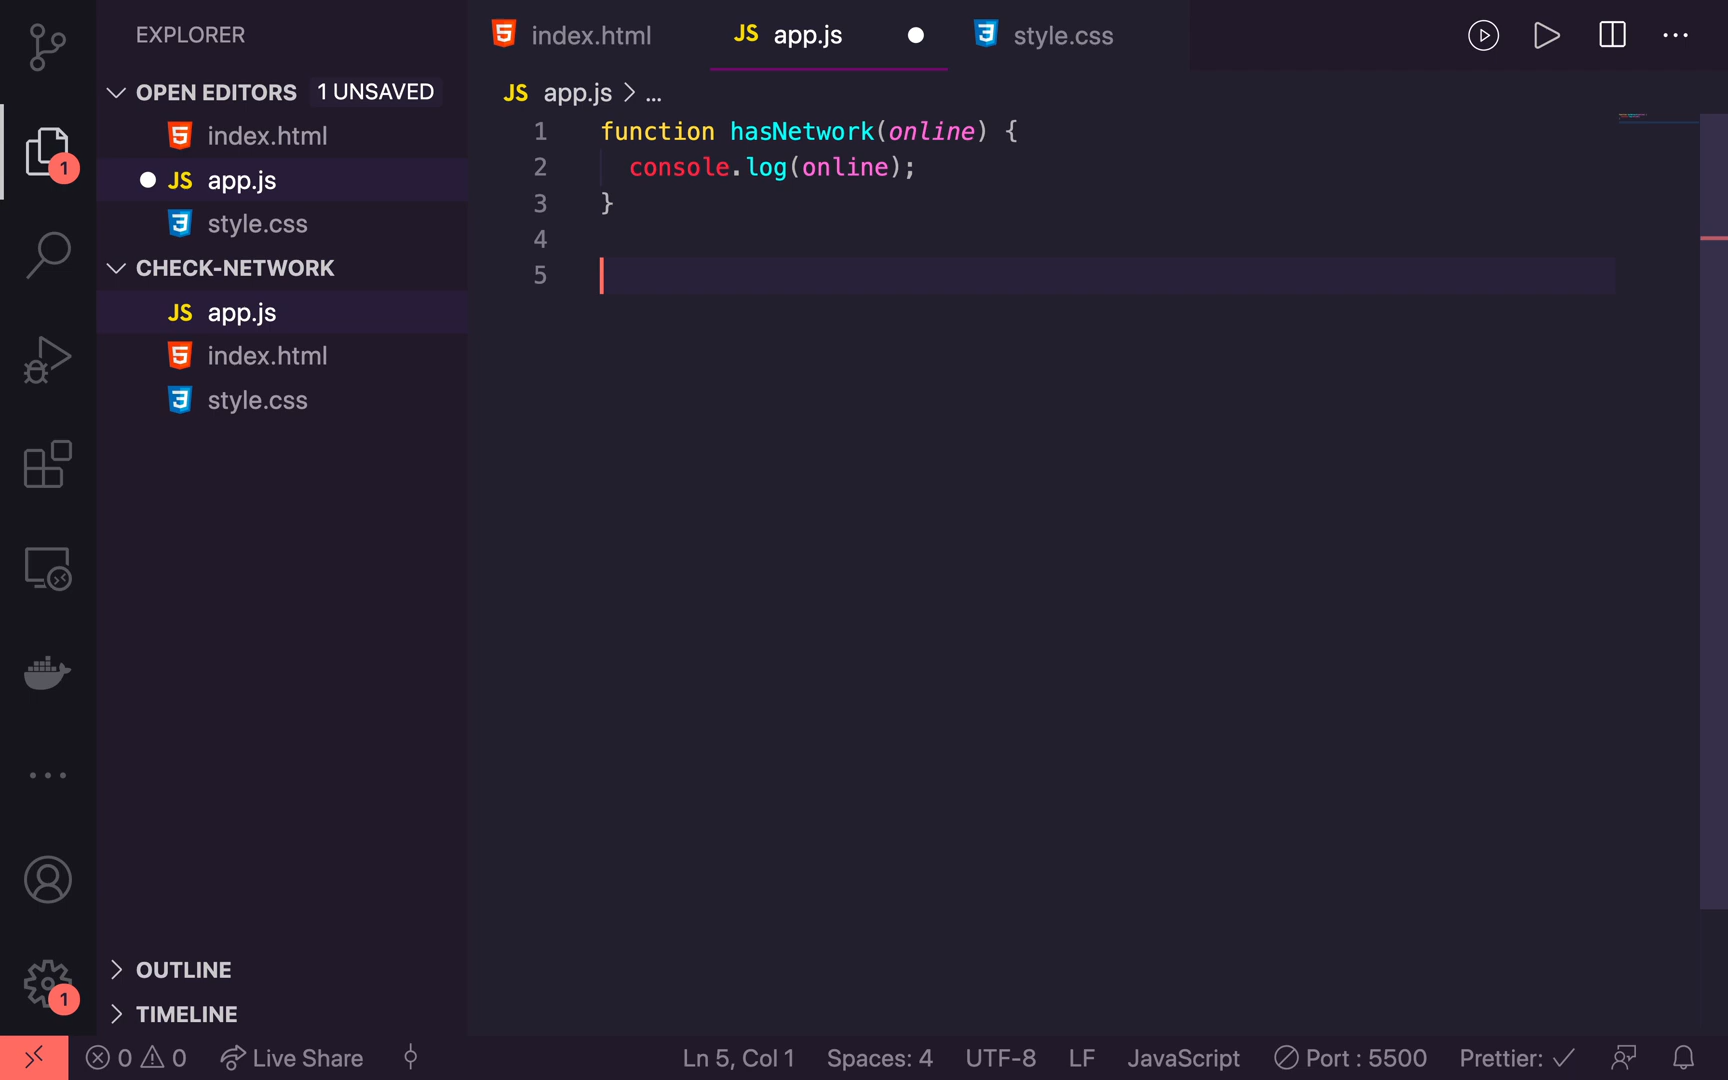 EXPLORER
OPEN EDITORS 1 UNSAVED
index.html
JS app.js
style.css
CHECK-NETWORK
JS app.js
index.html
style.css
OUTLINE
TIMELINE
1
1
index.html
JS app.js
style.css
JS app.js > ...
1 function hasNetwork(online) {
2 console.log(online);
3 }
4
5
0 0 Live Share Ln 5, Col 1 Spaces: 4 UTF-8 LF JavaScript Port : 5500 Prettier: ✓